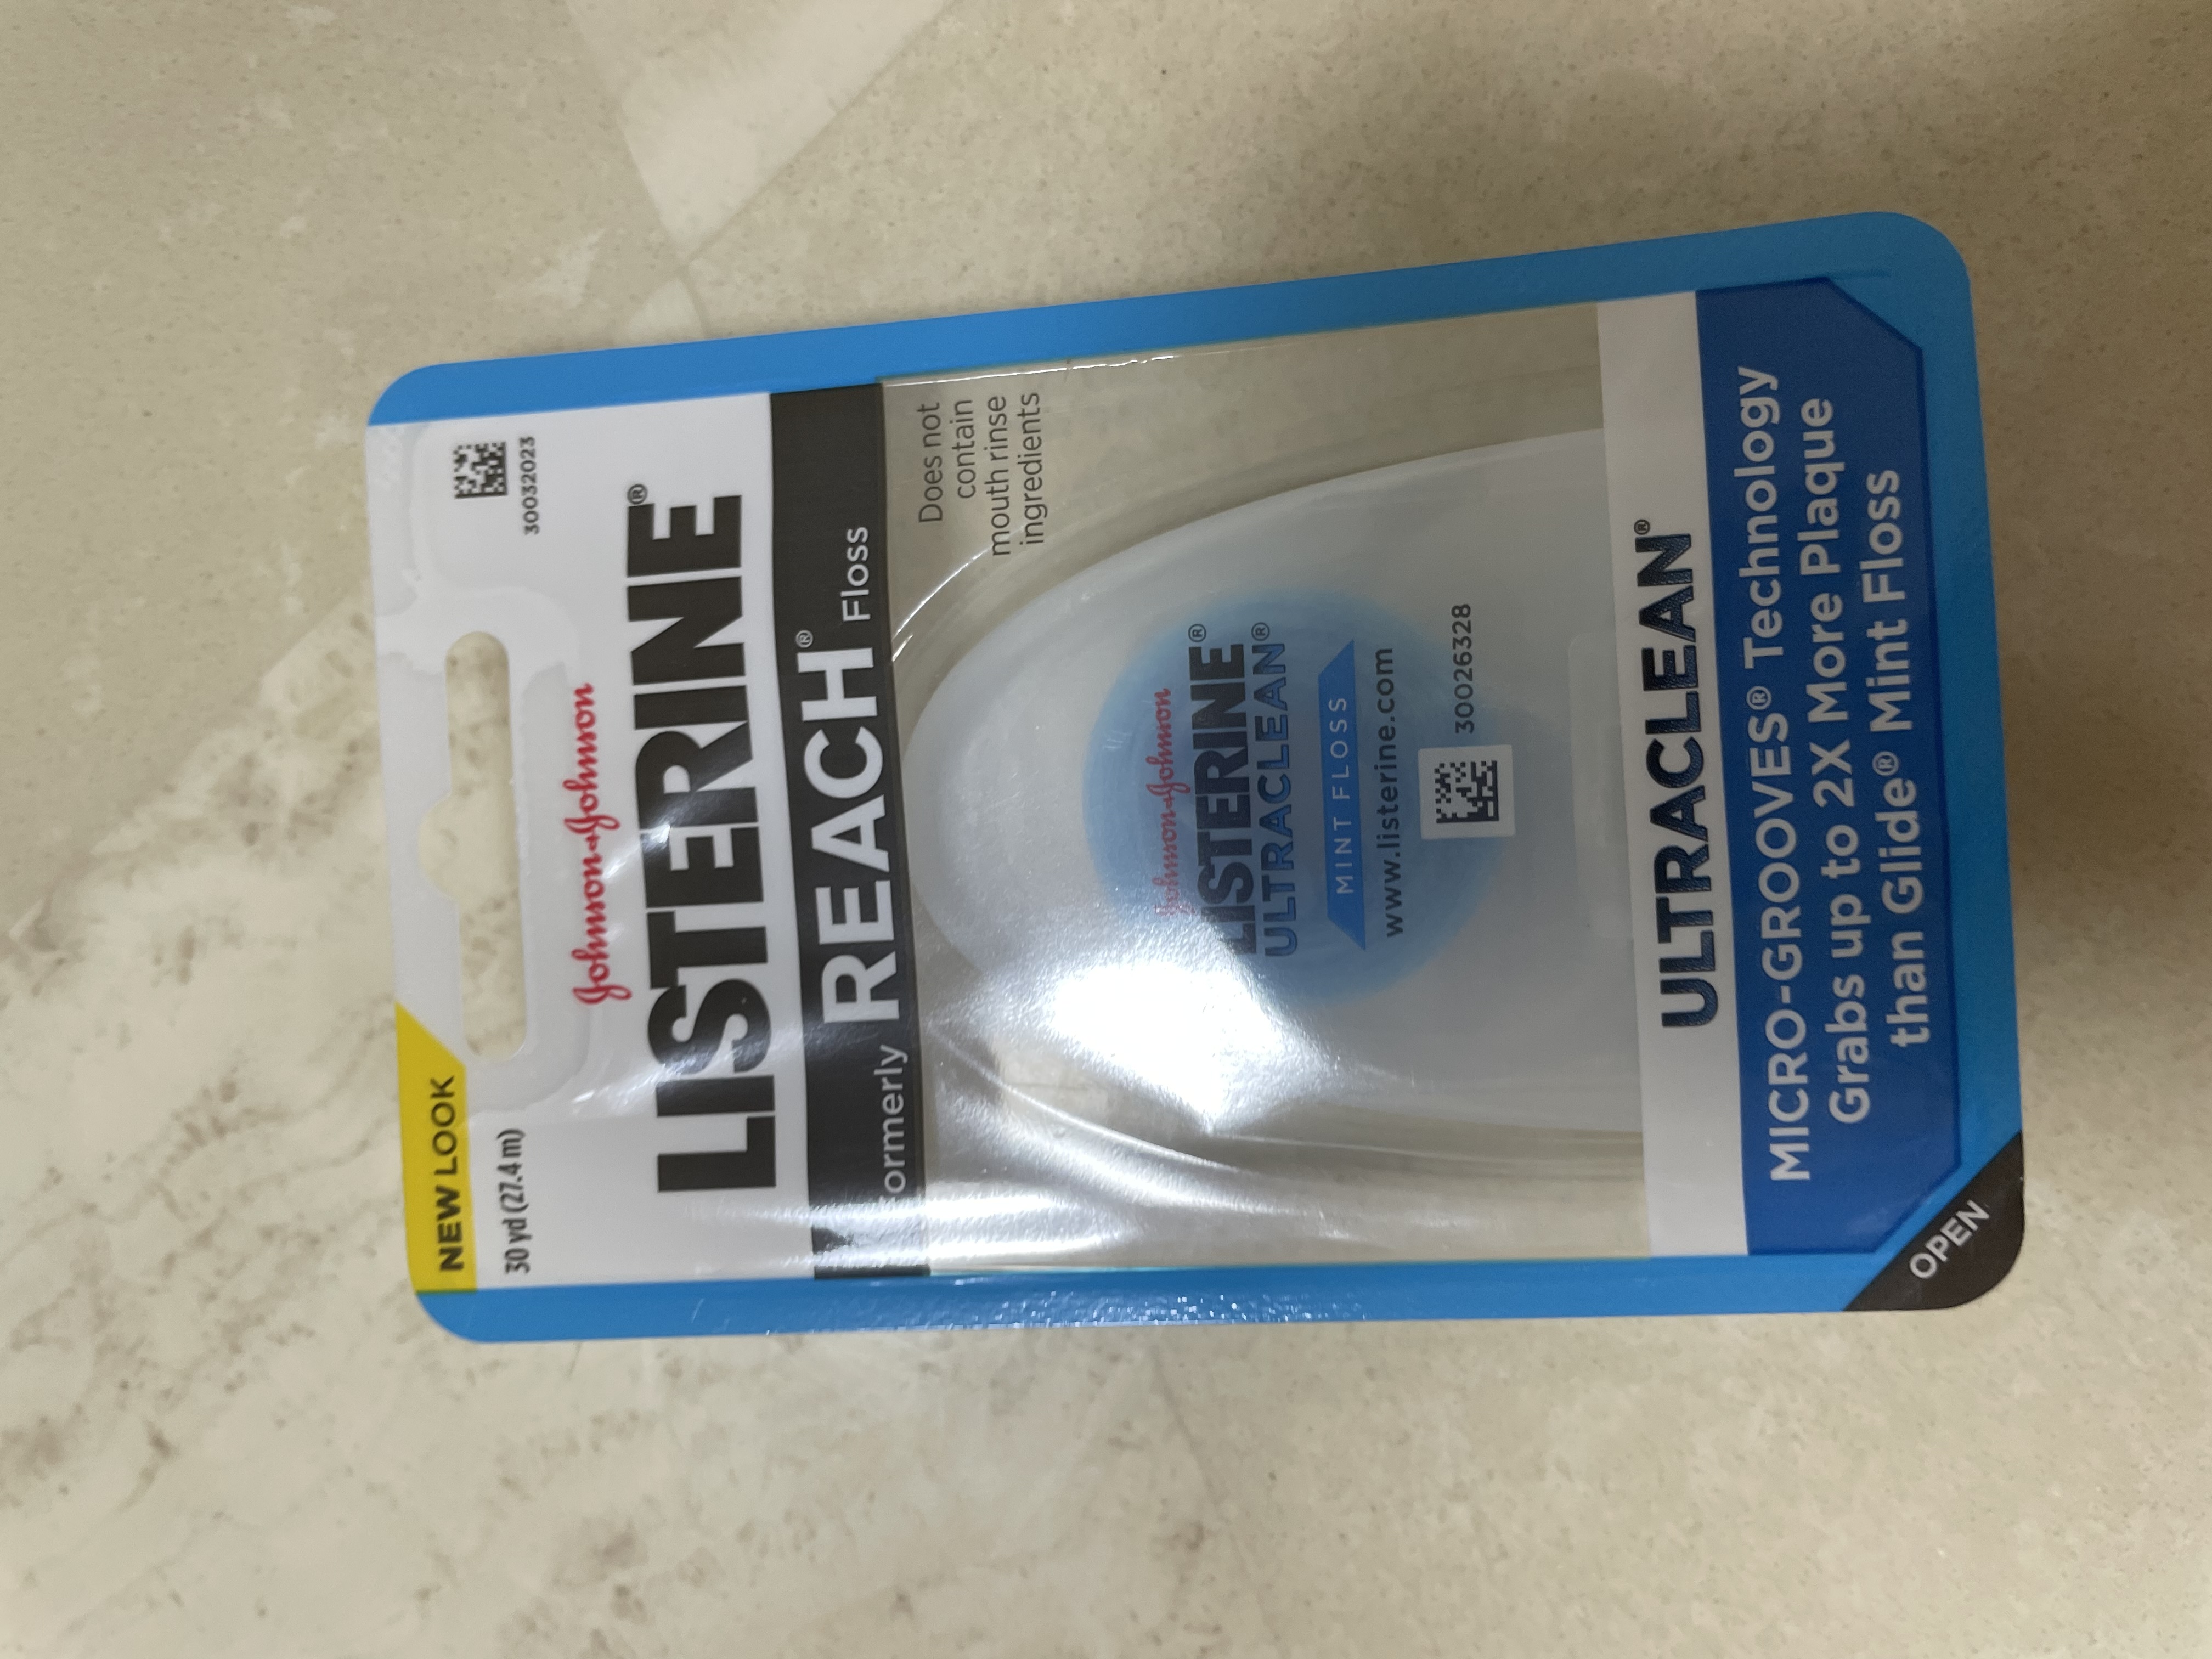 NEW LOOK
30 yd (27.4 m)
30032023
Johnson+Johnson
LISTERINE®
Formerly REACH® Floss
Does not
contain
mouth rinse
ingredients
Johnson+Johnson
LISTERINE®
ULTRACLEAN®
MINT FLOSS
www.listerine.com
30026328
ULTRACLEAN®
MICRO-GROOVES® Technology
Grabs up to 2X More Plaque
than Glide® Mint Floss
OPEN